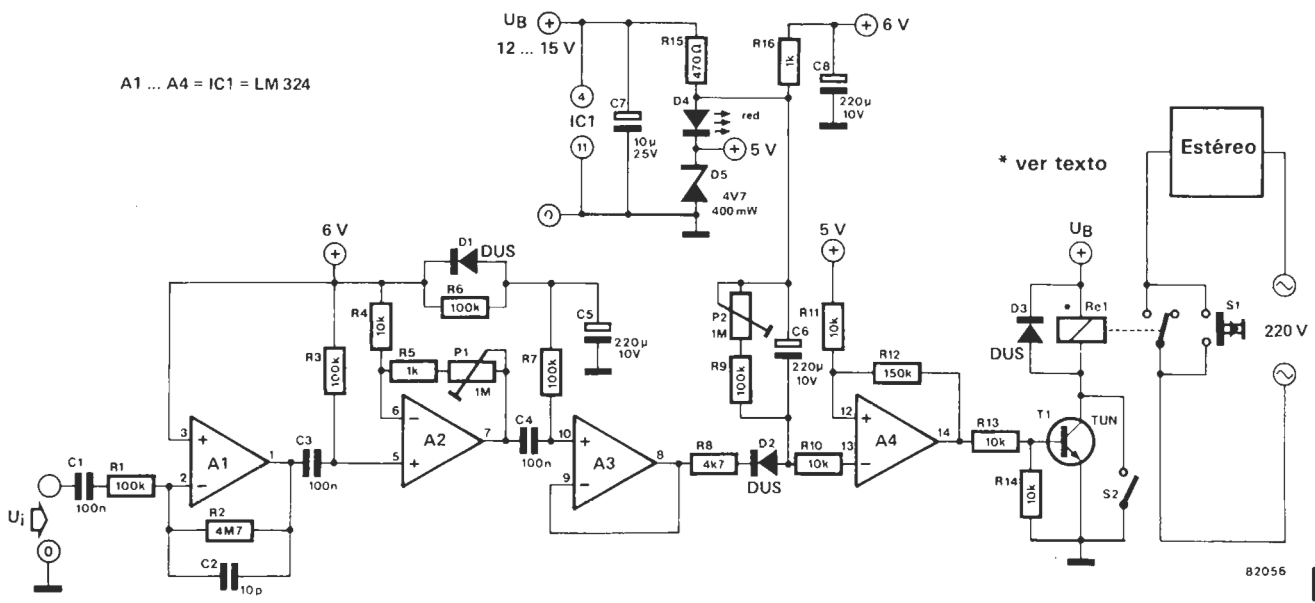 UB
12 ... 15 V
A1 ... A4 = IC1 = LM 324
4
IC1
11
0
C7
10µ
25V
R15
470Ω
D4
red
5 V
D5
4V7
400 mW
R16
1k
6 V
C8
220µ
10V
* ver texto
Estéreo
6 V
D1
DUS
R6
100k
R4
10k
R3
100k
R5
1k
P1
1M
R7
100k
C5
220µ
10V
P2
1M
R9
100k
C6
220µ
10V
5 V
R11
10k
R12
150k
UB
D3
DUS
*
Re1
S1
220 V
3
2
A1
1
C3
100n
6
5
A2
7
C4
100n
10
9
A3
8
R8
4k7
D2
DUS
R10
10k
12
13
A4
14
R13
10k
T1
TUN
R14
10k
S2
Ui
0
C1
100n
R1
100k
R2
4M7
C2
10p
82056